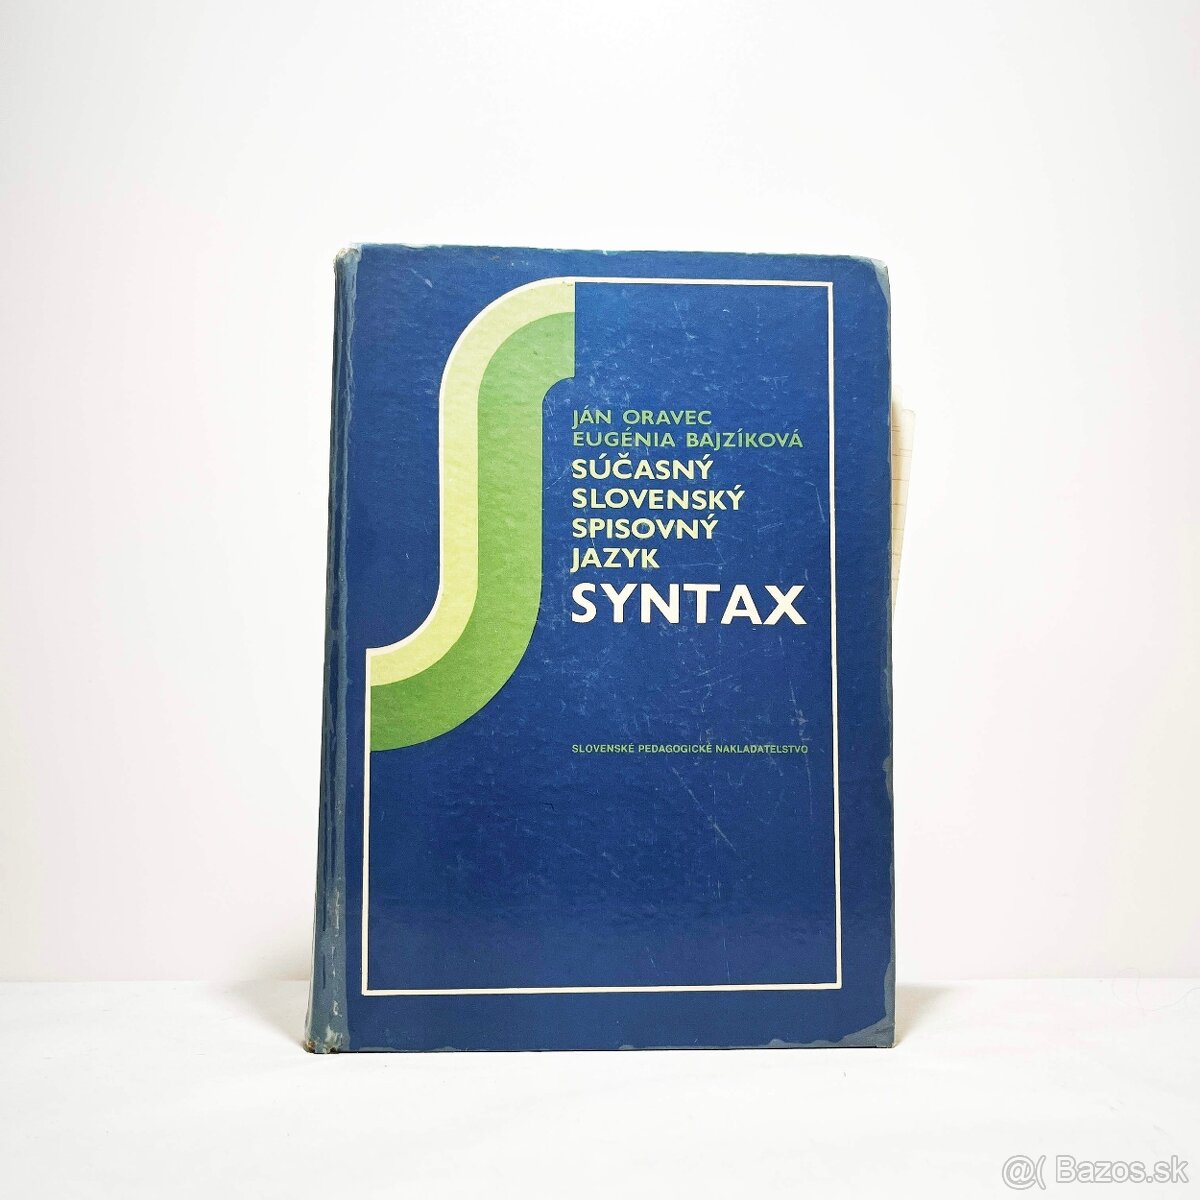 JÁN ORAVEC
EUGÉNIA BAJZÍKOVÁ
SÚČASNÝ
SLOVENSKÝ
SPISOVNÝ
JAZYK
SYNTAX
SLOVENSKÉ PEDAGOGICKÉ NAKLADATELSTVO
@( Bazos.sk